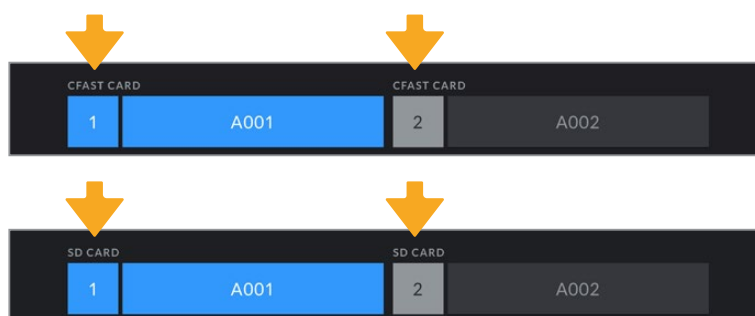 CFAST CARD CFAST CARD
1 A001 2 A002
SD CARD SD CARD
1 A001 2 A002